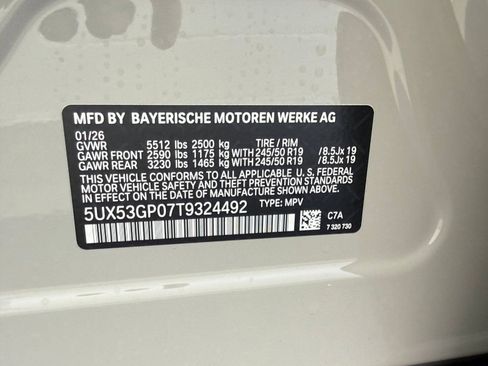 MFD BY BAYERISCHE MOTOREN WERKE AG
01/26
GVWR 5512 lbs 2500 kg TIRE / RIM
GAWR FRONT 2590 lbs 1175 kg WITH 245/50 R19 /8.5Jx 19
GAWR REAR 3230 lbs 1465 kg WITH 245/50 R19 /8.5Jx 19
THIS VEHICLE CONFORMS TO ALL APPLICABLE U. S. FEDERAL
MOTOR VEHICLE SAFETY AND THEFT PREVENTION STANDARDS
IN EFFECT ON THE DATE OF MANUFACTURE SHOWN ABOVE.
5UX53GP07T9324492 TYPE: MPV
C7A
7 320 730